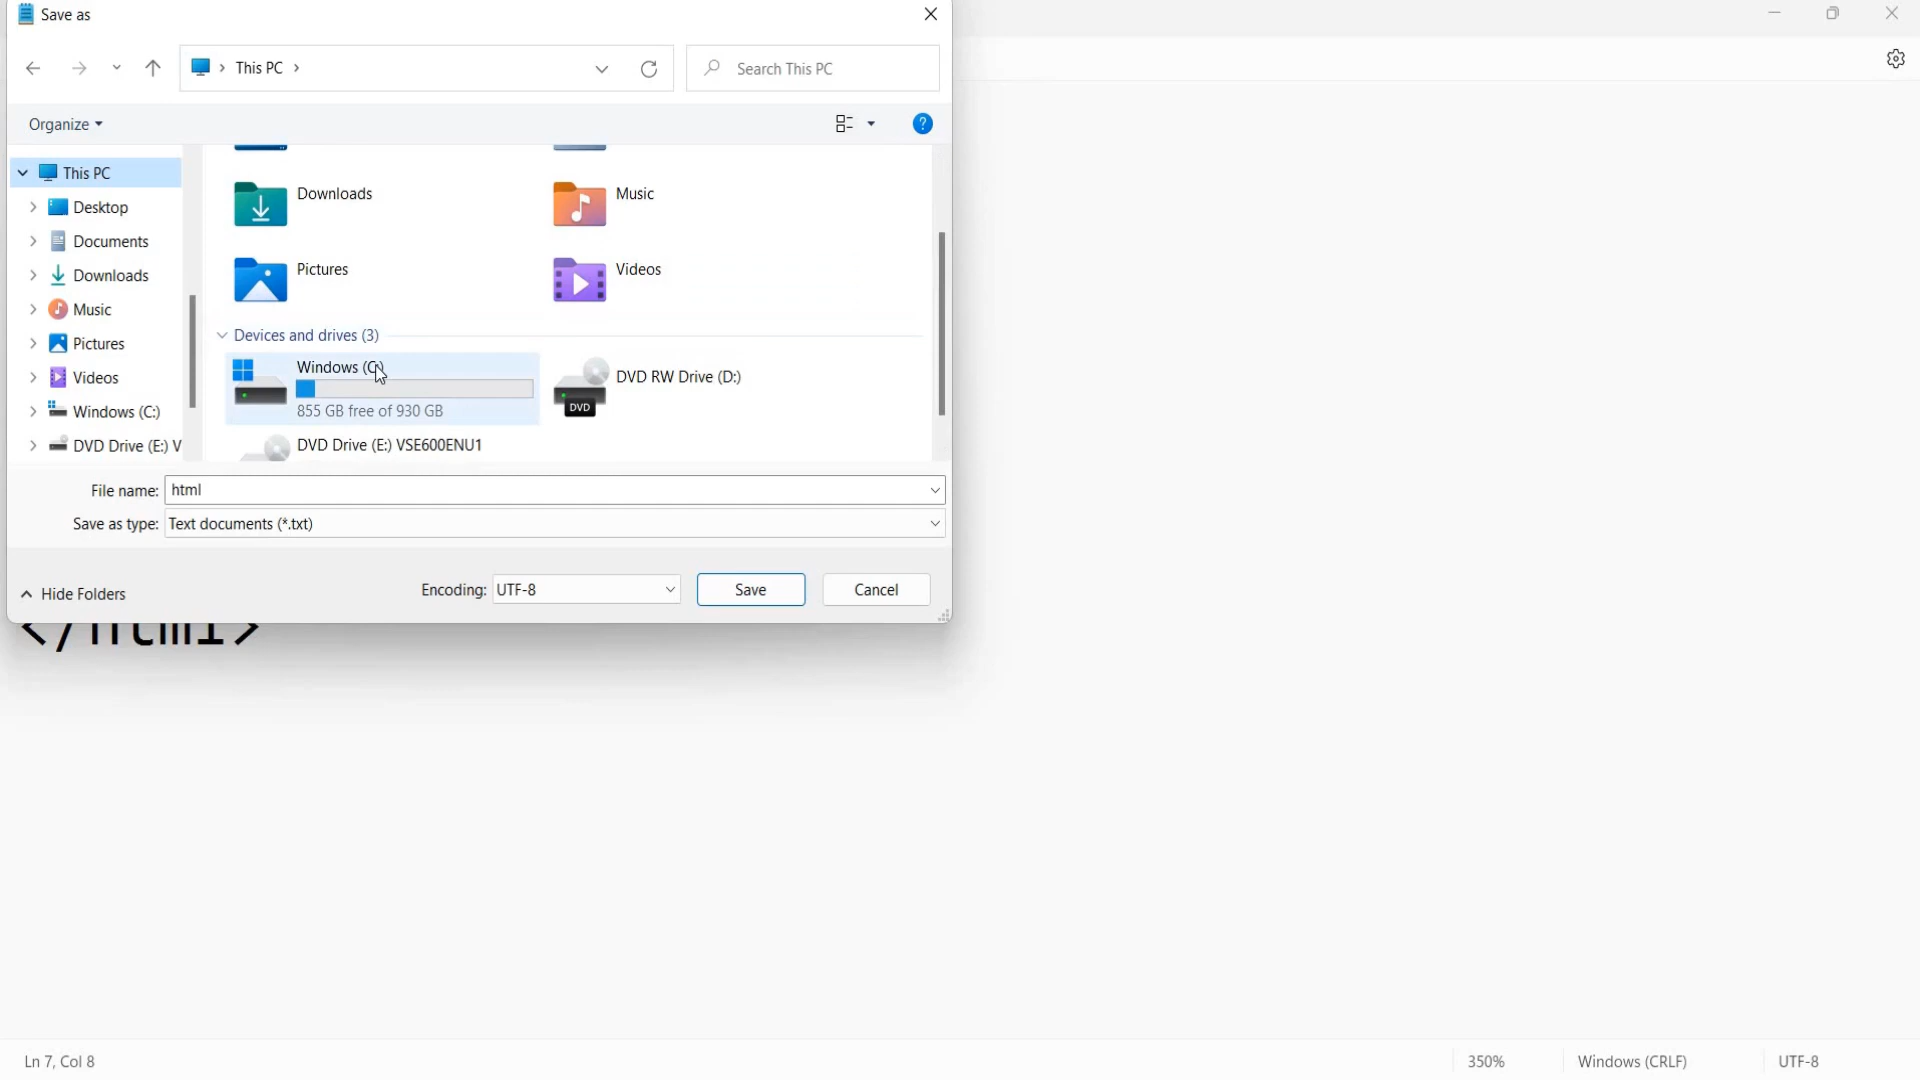 Save as
This PC
Search This PC
Organize
This PC
Desktop
Documents
Downloads
Music
Pictures
Videos
Windows (C:)
DVD Drive (E:) V
Downloads
Music
Pictures
Videos
Devices and drives (3)
Windows (C:)
855 GB free of 930 GB
DVD RW Drive (D:)
DVD
DVD Drive (E:) VSE600ENU1
File name: html
Save as type: Text documents (*.txt)
Hide Folders
Encoding: UTF-8
Save
Cancel
</html>
Ln 7, Col 8
350%
Windows (CRLF)
UTF-8